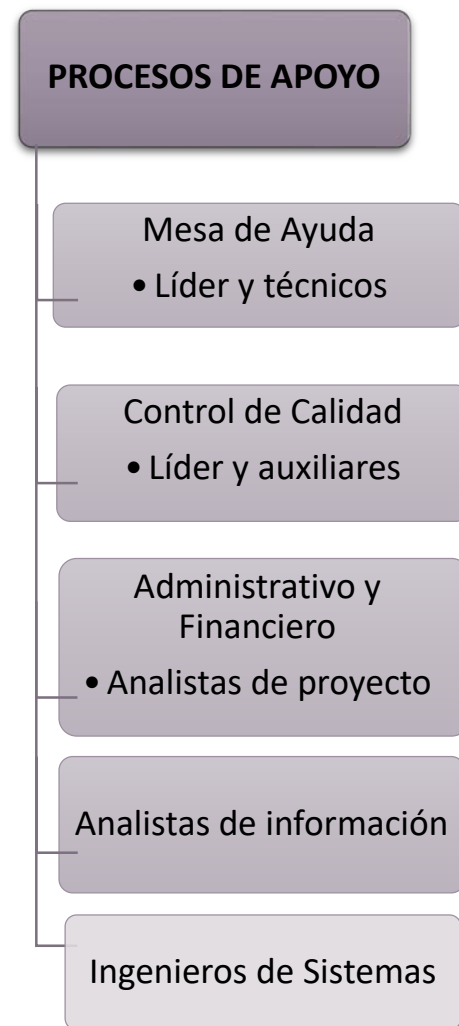 PROCESOS DE APOYO
Mesa de Ayuda
• Líder y técnicos
Control de Calidad
• Líder y auxiliares
Administrativo y
Financiero
• Analistas de proyecto
Analistas de información
Ingenieros de Sistemas